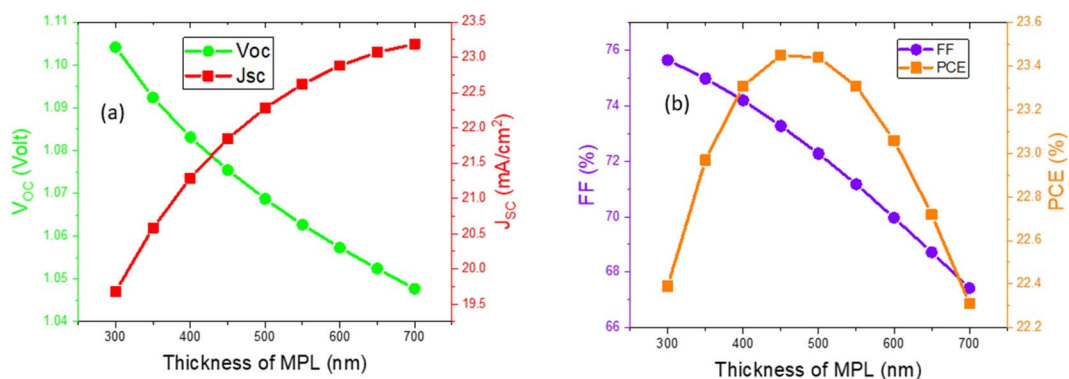 1.11
1.10
1.09
1.08
1.07
1.06
1.05
1.04
V_OC (Volt)
Voc
Jsc
(a)
23.5
23.0
22.5
22.0
21.5
21.0
20.5
20.0
19.5
J_SC (mA/cm²)
300 400 500 600 700
Thickness of MPL (nm)
76
74
72
70
68
66
FF (%)
(b)
FF
PCE
23.6
23.4
23.2
23.0
22.8
22.6
22.4
22.2
PCE (%)
300 400 500 600 700
Thickness of MPL (nm)